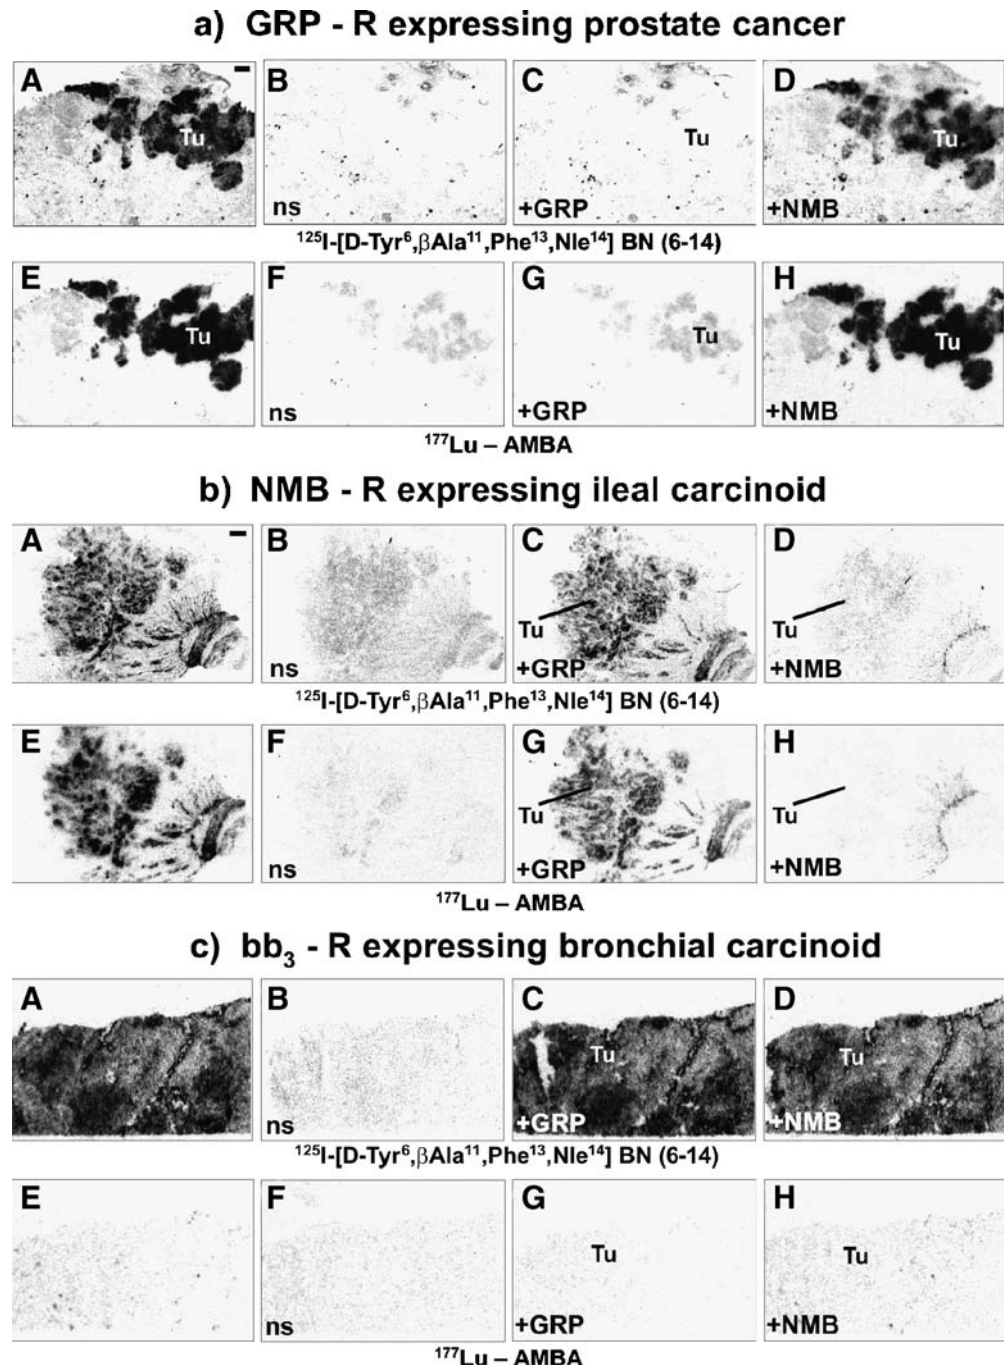 a) GRP - R expressing prostate cancer
A B C D
Tu Tu Tu
ns +GRP +NMB
¹²⁵I-[D-Tyr⁶,βAla¹¹,Phe¹³,Nle¹⁴] BN (6-14)
E F G H
Tu Tu Tu
ns +GRP +NMB
¹⁷⁷Lu – AMBA
b) NMB - R expressing ileal carcinoid
A B C D
Tu Tu
ns +GRP +NMB
¹²⁵I-[D-Tyr⁶,βAla¹¹,Phe¹³,Nle¹⁴] BN (6-14)
E F G H
Tu Tu
ns +GRP +NMB
¹⁷⁷Lu – AMBA
c) bb₃ - R expressing bronchial carcinoid
A B C D
Tu Tu
ns +GRP +NMB
¹²⁵I-[D-Tyr⁶,βAla¹¹,Phe¹³,Nle¹⁴] BN (6-14)
E F G H
Tu Tu
ns +GRP +NMB
¹⁷⁷Lu – AMBA